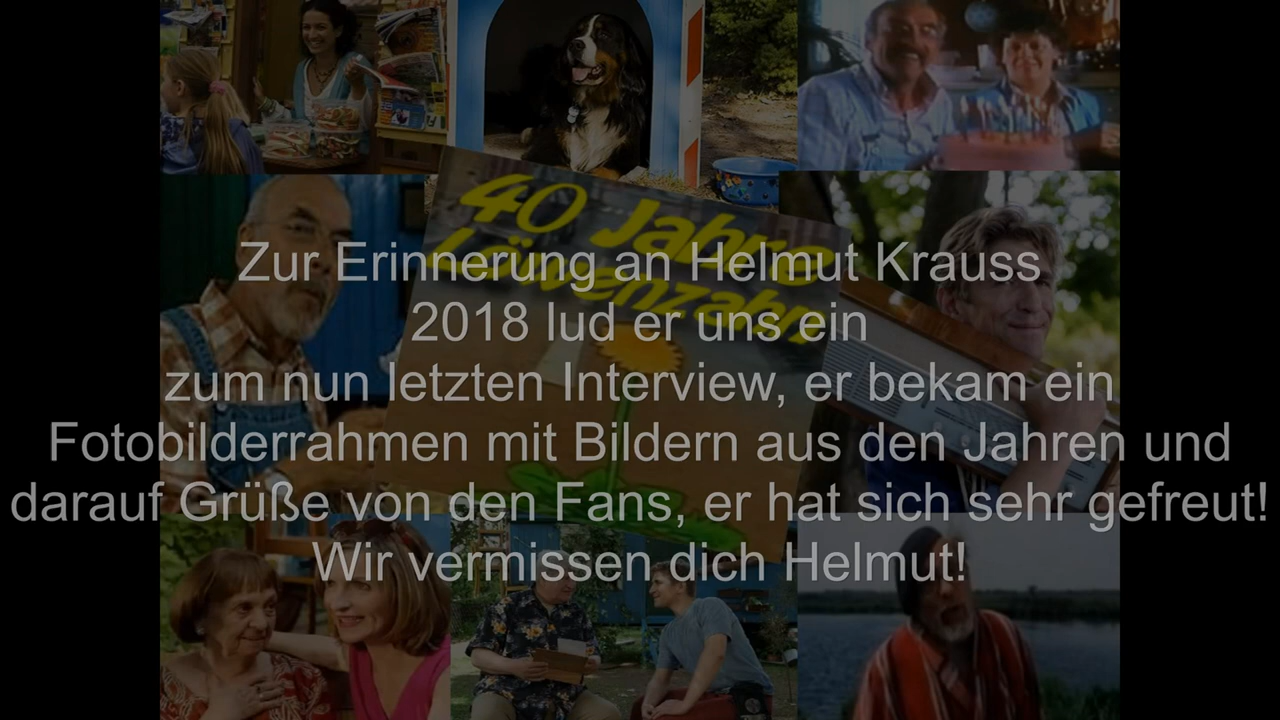 40 Jahre
Löwenzahn
Zur Erinnerung an Helmut Krauss
2018 lud er uns ein
zum nun letzten Interview, er bekam ein
Fotobilderrahmen mit Bildern aus den Jahren und
darauf Grüße von den Fans, er hat sich sehr gefreut!
Wir vermissen dich Helmut!